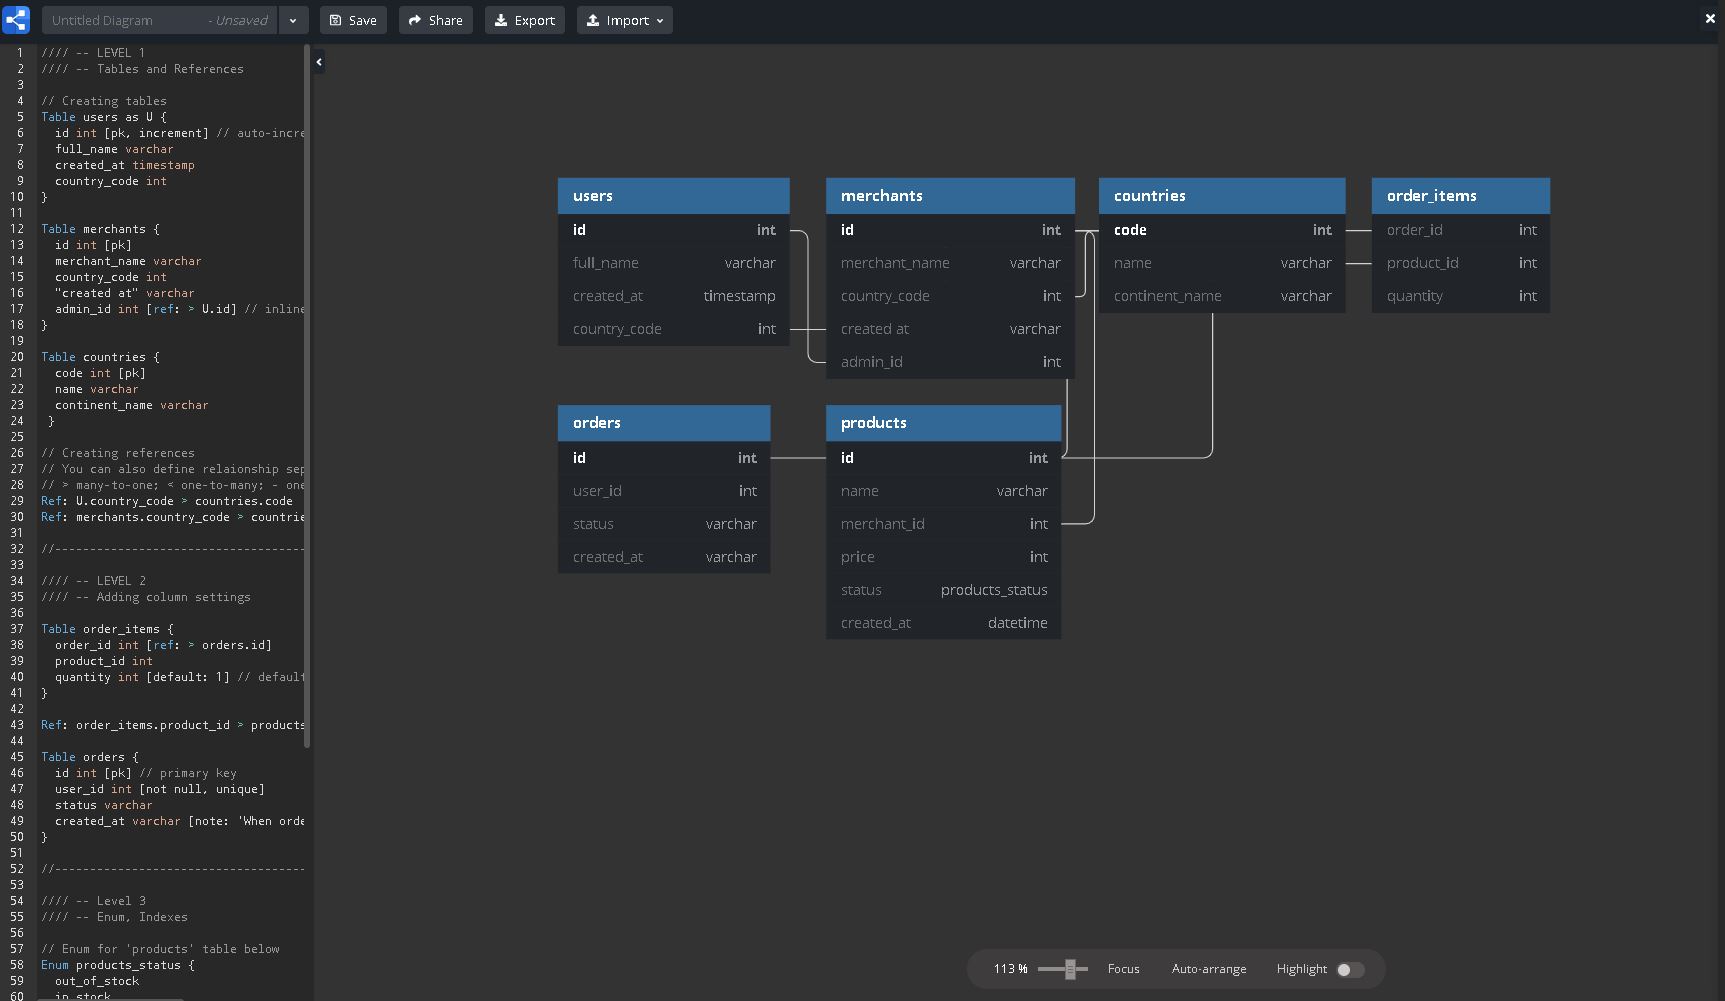 Untitled Diagram - Unsaved Save Share Export Import
1 //// -- LEVEL 1
2 //// -- Tables and References
3
4 // Creating tables
5 Table users as U {
6 id int [pk, increment] // auto-incre
7 full_name varchar
8 created_at timestamp
9 country_code int
10 }
11
12 Table merchants {
13 id int [pk]
14 merchant_name varchar
15 country_code int
16 "created at" varchar
17 admin_id int [ref: > U.id] // inline
18 }
19
20 Table countries {
21 code int [pk]
22 name varchar
23 continent_name varchar
24 }
25
26 // Creating references
27 // You can also define relaionship sep
28 // > many-to-one; < one-to-many; - one
29 Ref: U.country_code > countries.code
30 Ref: merchants.country_code > countrie
31
32 //------------------------------------
33
34 //// -- LEVEL 2
35 //// -- Adding column settings
36
37 Table order_items {
38 order_id int [ref: > orders.id]
39 product_id int
40 quantity int [default: 1] // default
41 }
42
43 Ref: order_items.product_id > products
44
45 Table orders {
46 id int [pk] // primary key
47 user_id int [not null, unique]
48 status varchar
49 created_at varchar [note: 'When orde
50 }
51
52 //------------------------------------
53
54 //// -- Level 3
55 //// -- Enum, Indexes
56
57 // Enum for 'products' table below
58 Enum products_status {
59 out_of_stock
60 in_stock
users
id int
full_name varchar
created_at timestamp
country_code int
merchants
id int
merchant_name varchar
country_code int
created at varchar
admin_id int
countries
code int
name varchar
continent_name varchar
order_items
order_id int
product_id int
quantity int
orders
id int
user_id int
status varchar
created_at varchar
products
id int
name varchar
merchant_id int
price int
status products_status
created_at datetime
113 % Focus Auto-arrange Highlight